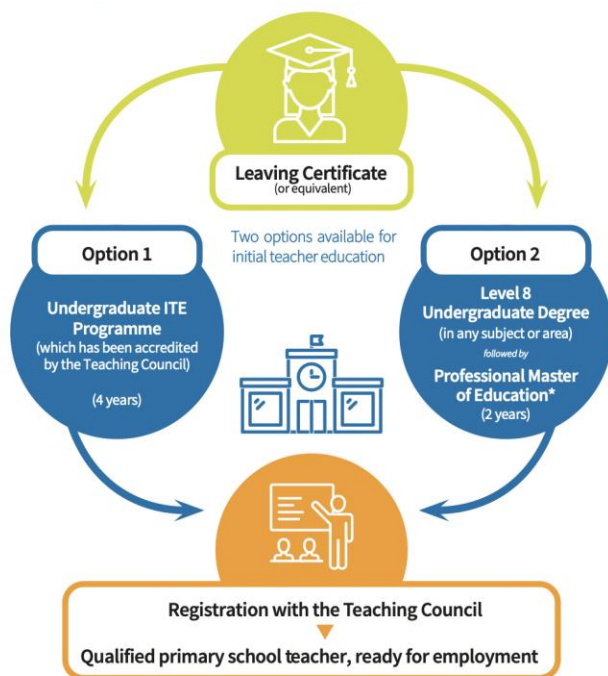 Leaving Certificate
(or equivalent)
Two options available for
initial teacher education
Option 1
Undergraduate ITE
Programme
(which has been accredited
by the Teaching Council)
(4 years)
Option 2
Level 8
Undergraduate Degree
(in any subject or area)
followed by
Professional Master
of Education*
(2 years)
Registration with the Teaching Council
Qualified primary school teacher, ready for employment